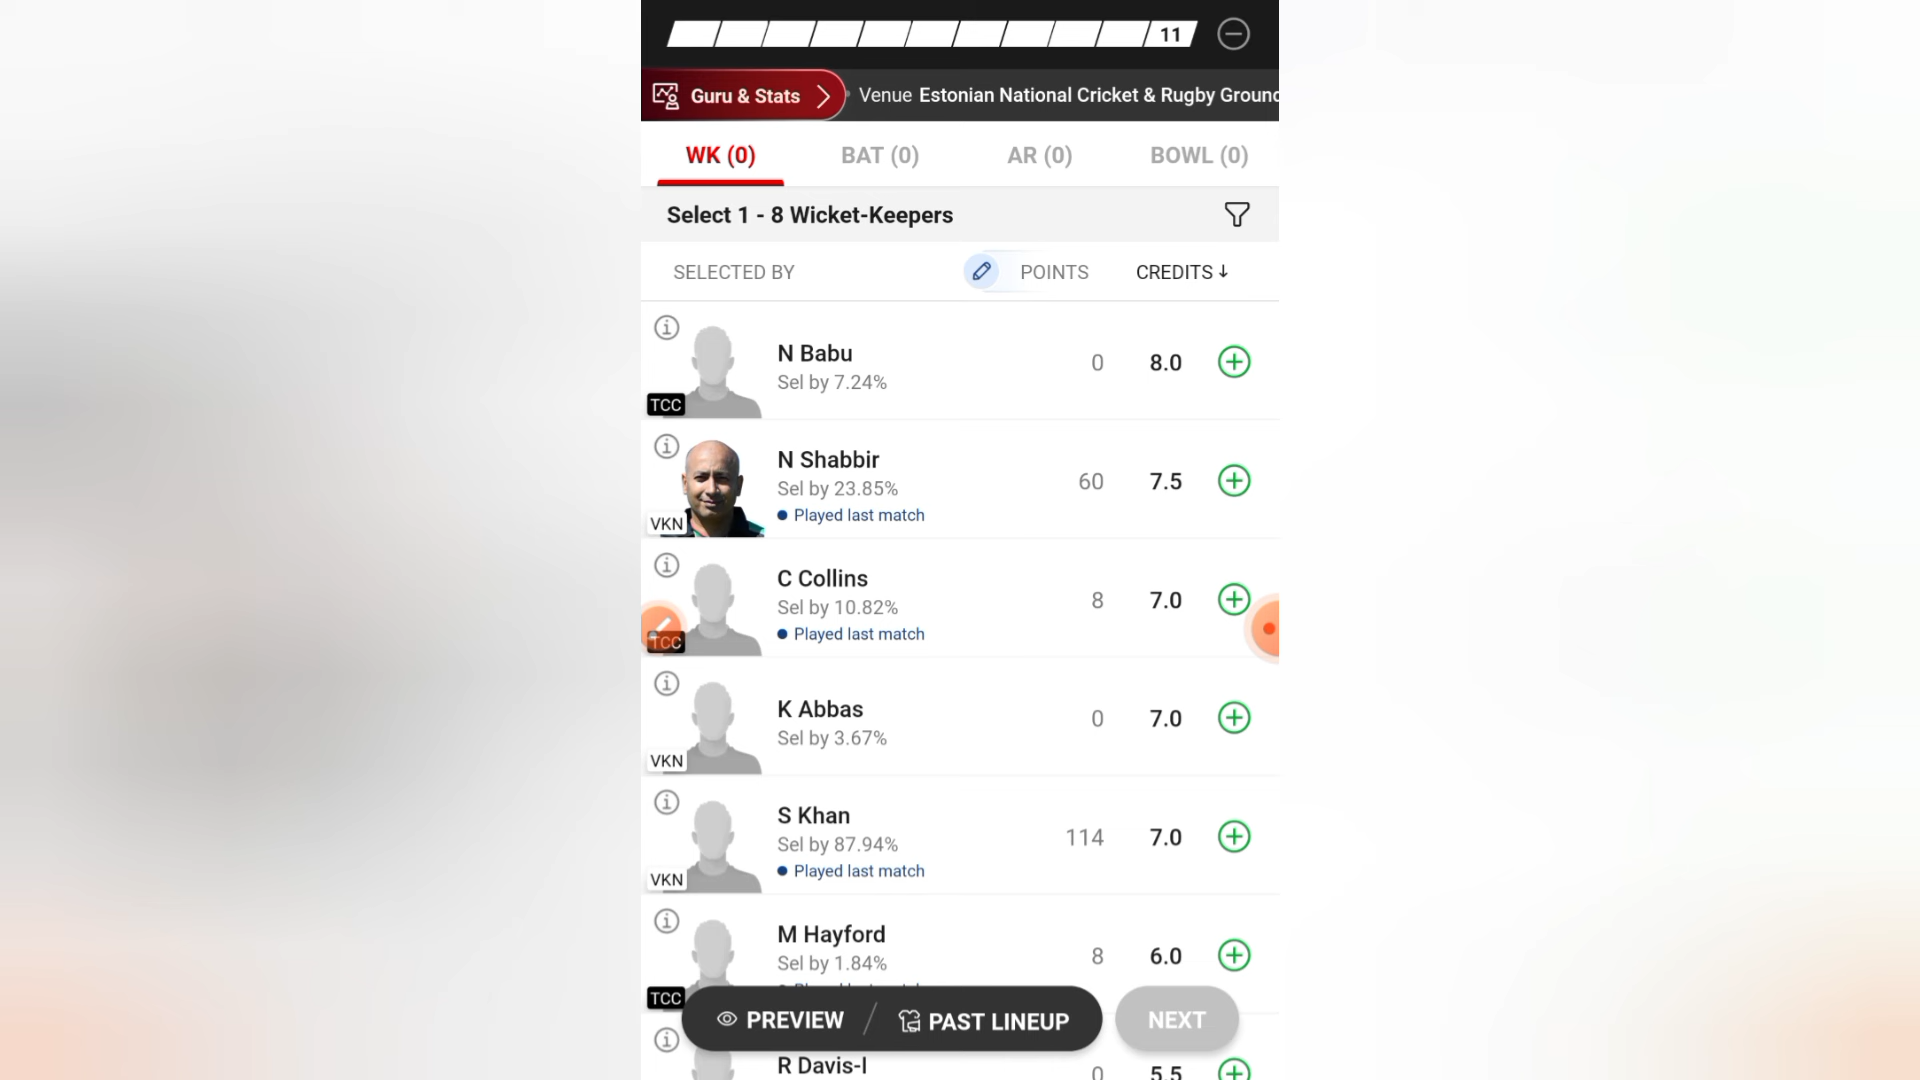 11
Guru & Stats
Venue Estonian National Cricket & Rugby Ground
WK (0) BAT (0) AR (0) BOWL (0)
Select 1 - 8 Wicket-Keepers
SELECTED BY POINTS CREDITS ↓
N Babu
Sel by 7.24%
0 8.0
TCC
N Shabbir
Sel by 23.85%
Played last match
60 7.5
VKN
C Collins
Sel by 10.82%
Played last match
8 7.0
TCC
K Abbas
Sel by 3.67%
0 7.0
VKN
S Khan
Sel by 87.94%
Played last match
114 7.0
VKN
M Hayford
Sel by 1.84%
8 6.0
TCC
PREVIEW PAST LINEUP NEXT
R Davis-I
0 5.5